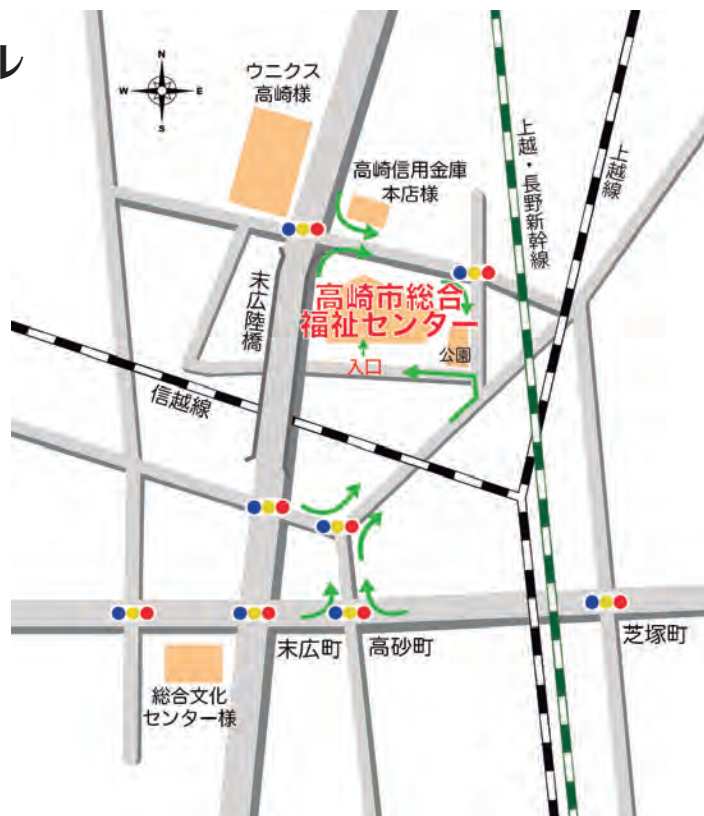 ル
N
W
E
S
ウニクス
高崎様
高崎信用金庫
本店様
上越・長野新幹線
上越線
末広陸橋
高崎市総合
福祉センター
公園
入口
信越線
末広町
高砂町
芝塚町
総合文化
センター様